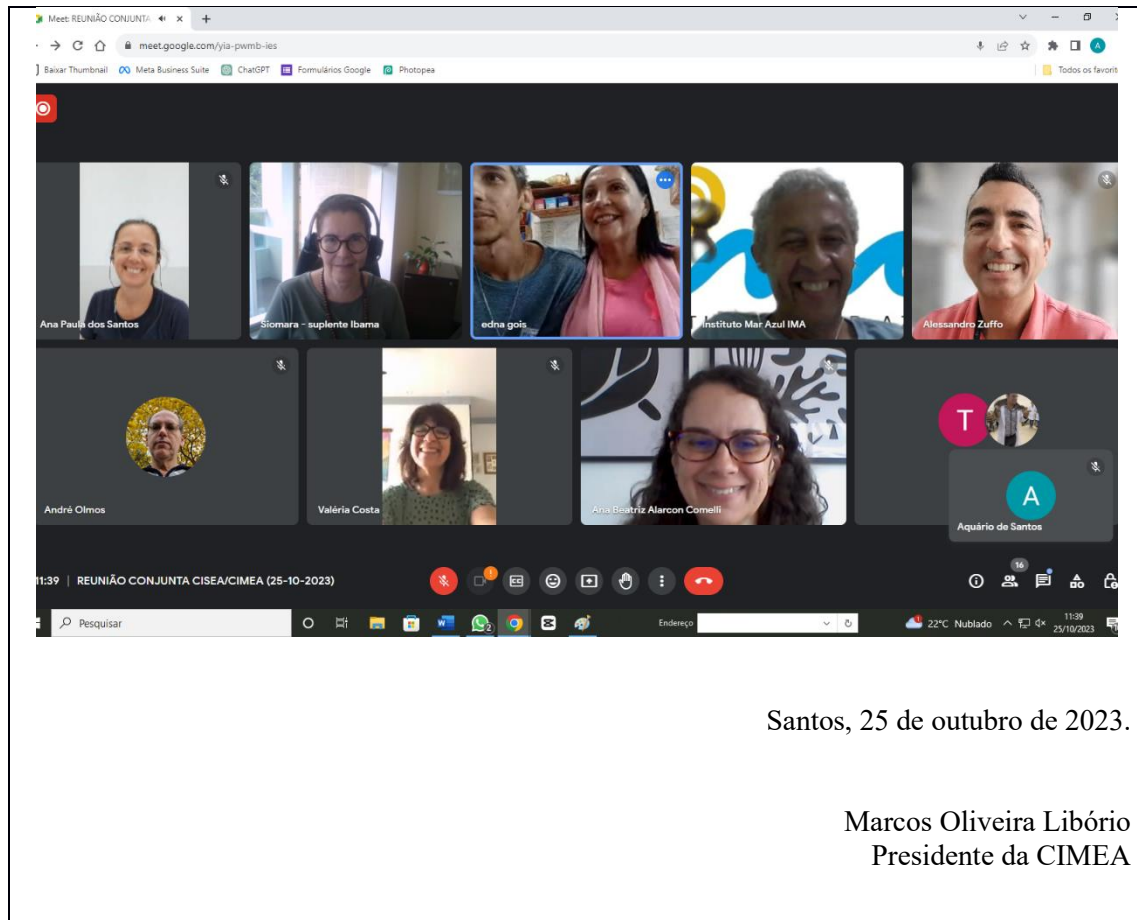 Meet: REUNIÃO CONJUNTA
meet.google.com/yia-pwmb-ies
A
Baixar Thumbnail Meta Business Suite ChatGPT Formulários Google Photopea Todos os favorit
Ana Paula dos Santos
Siomara - suplente Ibama
edna gois
Instituto Mar Azul IMA
Alessandro Zuffo
André Olmos
Valéria Costa
Ana Beatriz Alarcon Comelli
T
A
Aquário de Santos
11:39 | REUNIÃO CONJUNTA CISEA/CIMEA (25-10-2023)
CC
16
Pesquisar
2
Endereço
22°C Nublado
11:39
25/10/2023
Santos, 25 de outubro de 2023.
Marcos Oliveira Libório
Presidente da CIMEA